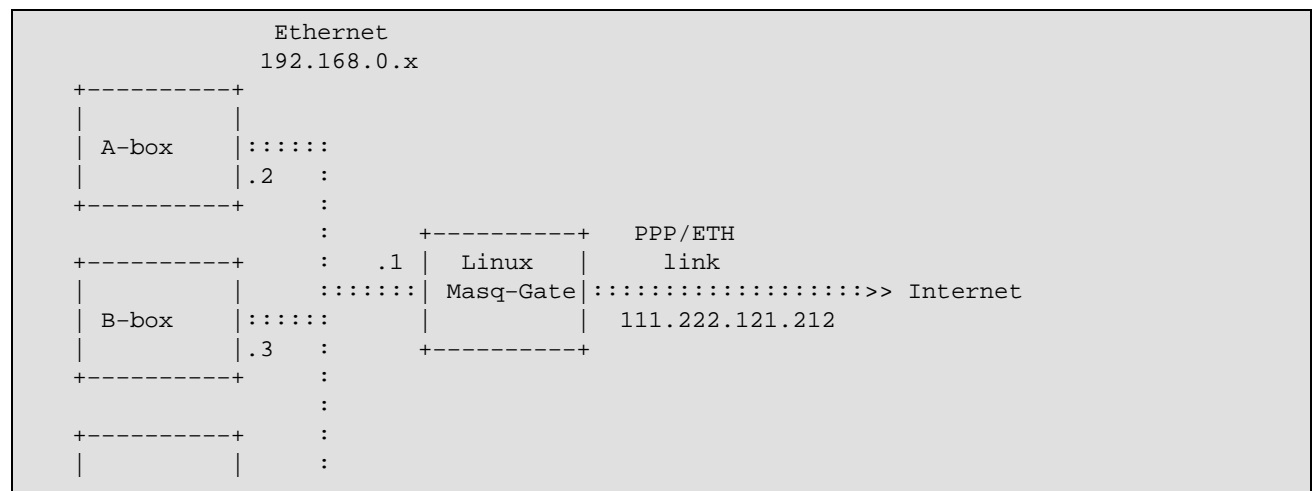 Ethernet
192.168.0.x
+----------+
|          |
| A-box    |::::::
|          |.2   :
+----------+     :
:      +----------+   PPP/ETH
+----------+     :   .1 |  Linux   |     link
|          |     :::::::| Masq-Gate|:::::::::::::::::::>> Internet
| B-box    |::::::      |          |  111.222.121.212
|          |.3   :      +----------+
+----------+     :
:
+----------+     :
|          |     :